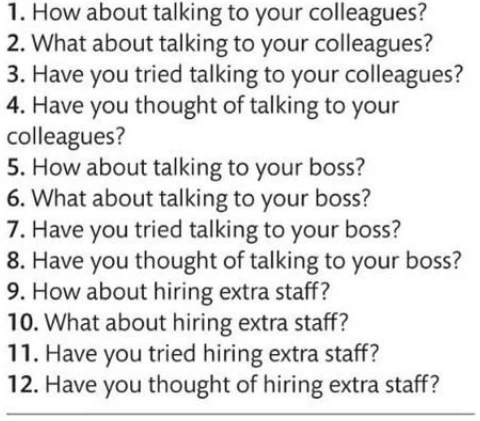 1. How about talking to your colleagues?
2. What about talking to your colleagues?
3. Have you tried talking to your colleagues?
4. Have you thought of talking to your
colleagues?
5. How about talking to your boss?
6. What about talking to your boss?
7. Have you tried talking to your boss?
8. Have you thought of talking to your boss?
9. How about hiring extra staff?
10. What about hiring extra staff?
11. Have you tried hiring extra staff?
12. Have you thought of hiring extra staff?